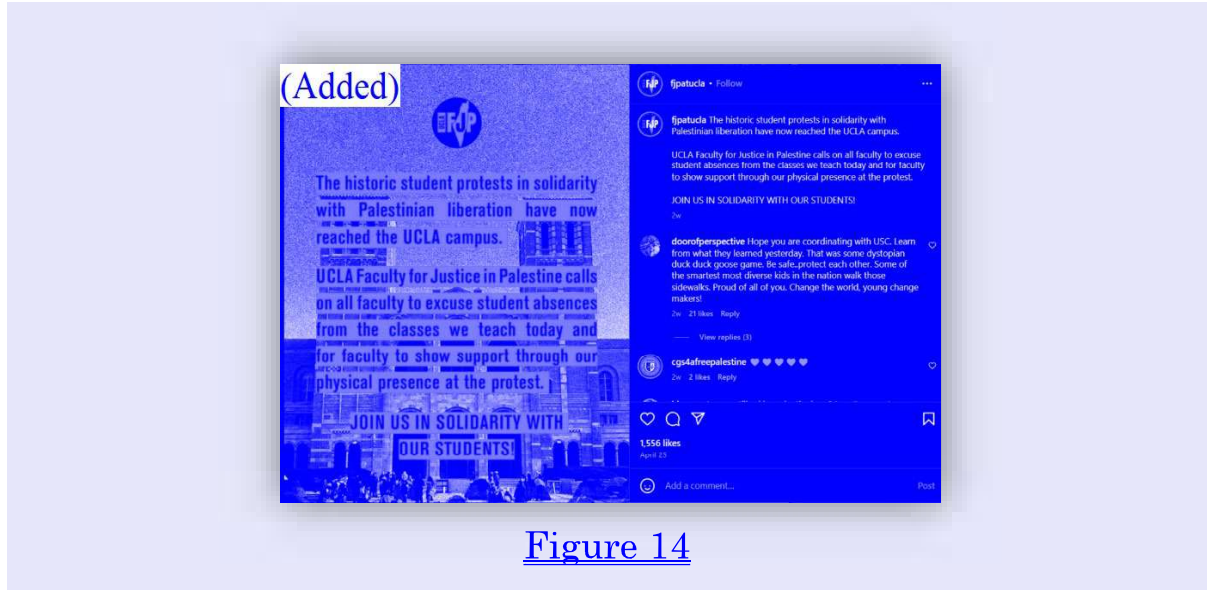 (Added)
UCLA
FJP
The historic student protests in solidarity
with Palestinian liberation have now
reached the UCLA campus.
UCLA Faculty for Justice in Palestine calls
on all faculty to excuse student absences
from the classes we teach today and
for faculty to show support through our
physical presence at the protest.
JOIN US IN SOLIDARITY WITH
OUR STUDENTS!
FJP
fjpatucla • Follow
FJP
fjpatucla The historic student protests in solidarity with
Palestinian liberation have now reached the UCLA campus.
UCLA Faculty for Justice in Palestine calls on all faculty to excuse
student absences from the classes we teach today and for faculty
to show support through our physical presence at the protest.
JOIN US IN SOLIDARITY WITH OUR STUDENTS!
2w
doorofperspective Hope you are coordinating with USC. Learn
from what they learned yesterday. That was some dystopian
duck duck goose game. Be safe..protect each other. Some of
the smartest most diverse kids in the nation walk those
sidewalks. Proud of all of you. Change the world, young change
makers!
2w 21 likes Reply
View replies (3)
cgs4afreepalestine
2w 2 likes Reply
1,556 likes
Add a comment...
Post
Figure 14